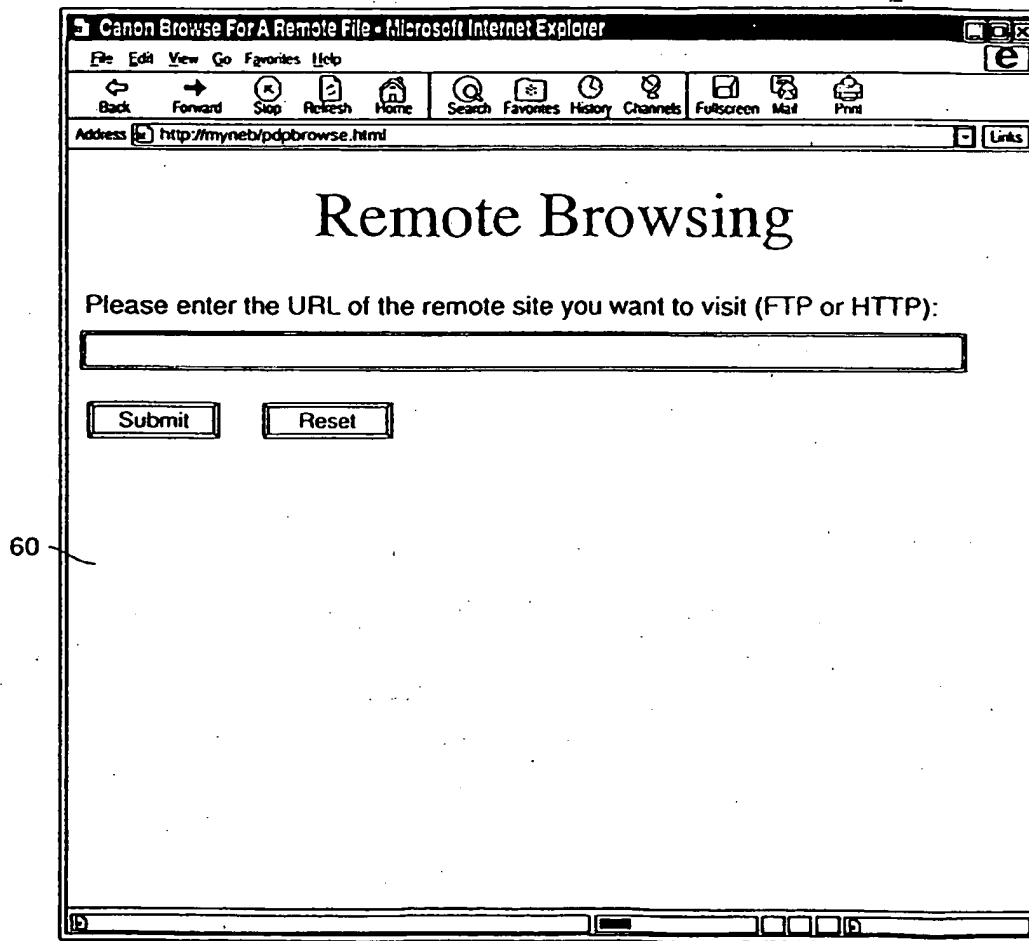 Canon Browse For A Remote File - Microsoft Internet Explorer
File Edit View Go Favorites Help
Back Forward Stop Refresh Home Search Favorites History Channels Fullscreen Mail Print
Address http://myneb/pdpbrowse.html Links
Remote Browsing
Please enter the URL of the remote site you want to visit (FTP or HTTP):
Submit Reset
60